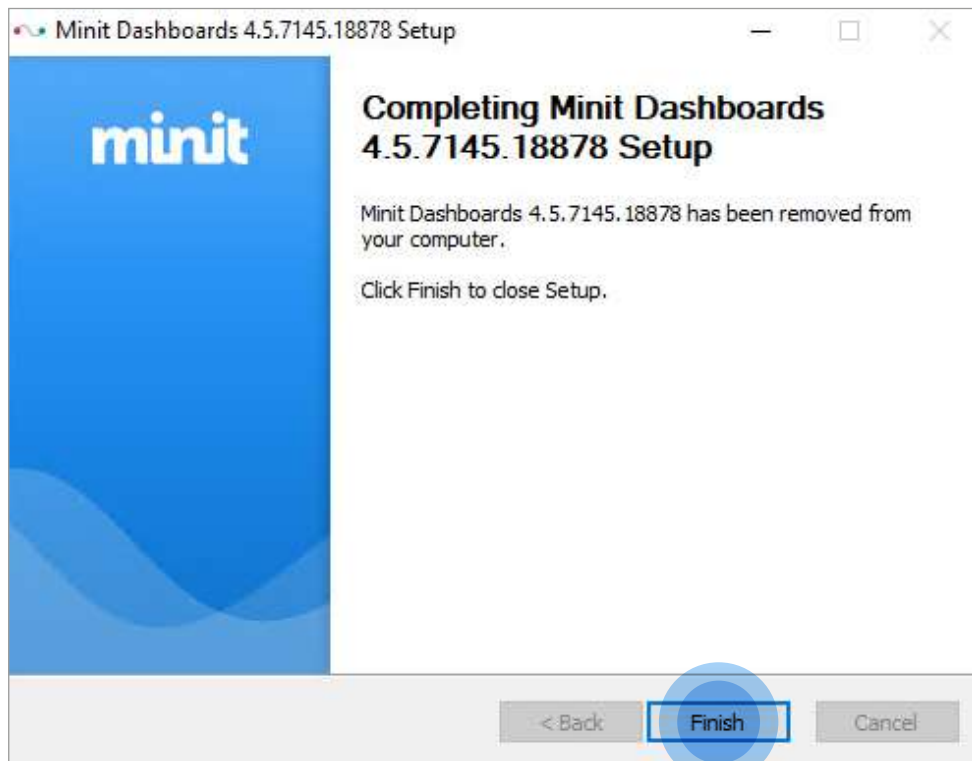 Minit Dashboards 4.5.7145.18878 Setup
minit
Completing Minit Dashboards
4.5.7145.18878 Setup
Minit Dashboards 4.5.7145.18878 has been removed from
your computer.
Click Finish to close Setup.
< Back
Finish
Cancel